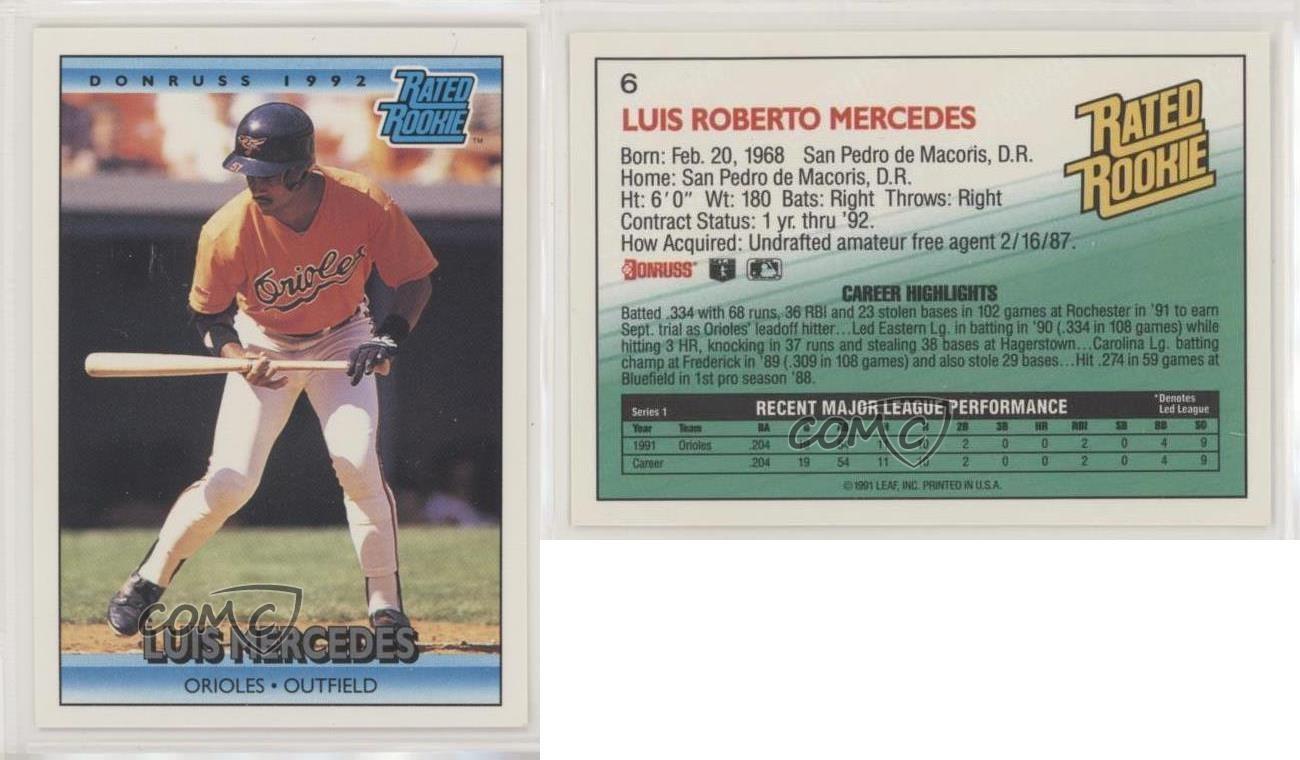 DONRUSS 1992
RATED
ROOKIE
TM
Orioles
COMC
LUIS MERCEDES
ORIOLES • OUTFIELD
6
LUIS ROBERTO MERCEDES
RATED
ROOKIE
Born: Feb. 20, 1968 San Pedro de Macoris, D.R.
Home: San Pedro de Macoris, D.R.
Ht: 6'0" Wt: 180 Bats: Right Throws: Right
Contract Status: 1 yr. thru '92.
How Acquired: Undrafted amateur free agent 2/16/87.
DONRUSS
CAREER HIGHLIGHTS
Batted .334 with 68 runs, 36 RBI and 23 stolen bases in 102 games at Rochester in '91 to earn
Sept. trial as Orioles' leadoff hitter...Led Eastern Lg. in batting in '90 (.334 in 108 games) while
hitting 3 HR, knocking in 37 runs and stealing 38 bases at Hagerstown...Carolina Lg. batting
champ at Frederick in '89 (.309 in 108 games) and also stole 29 bases...Hit .274 in 59 games at
Bluefield in 1st pro season '88.
Series 1 RECENT MAJOR LEAGUE PERFORMANCE *Denotes
Led League
Year Team BA H 2B 3B HR RBI SB BB SO
1991 Orioles .204 2 0 0 2 0 4 9
Career .204 19 54 11 2 0 0 2 0 4 9
COMC
© 1991 LEAF, INC. PRINTED IN U.S.A.